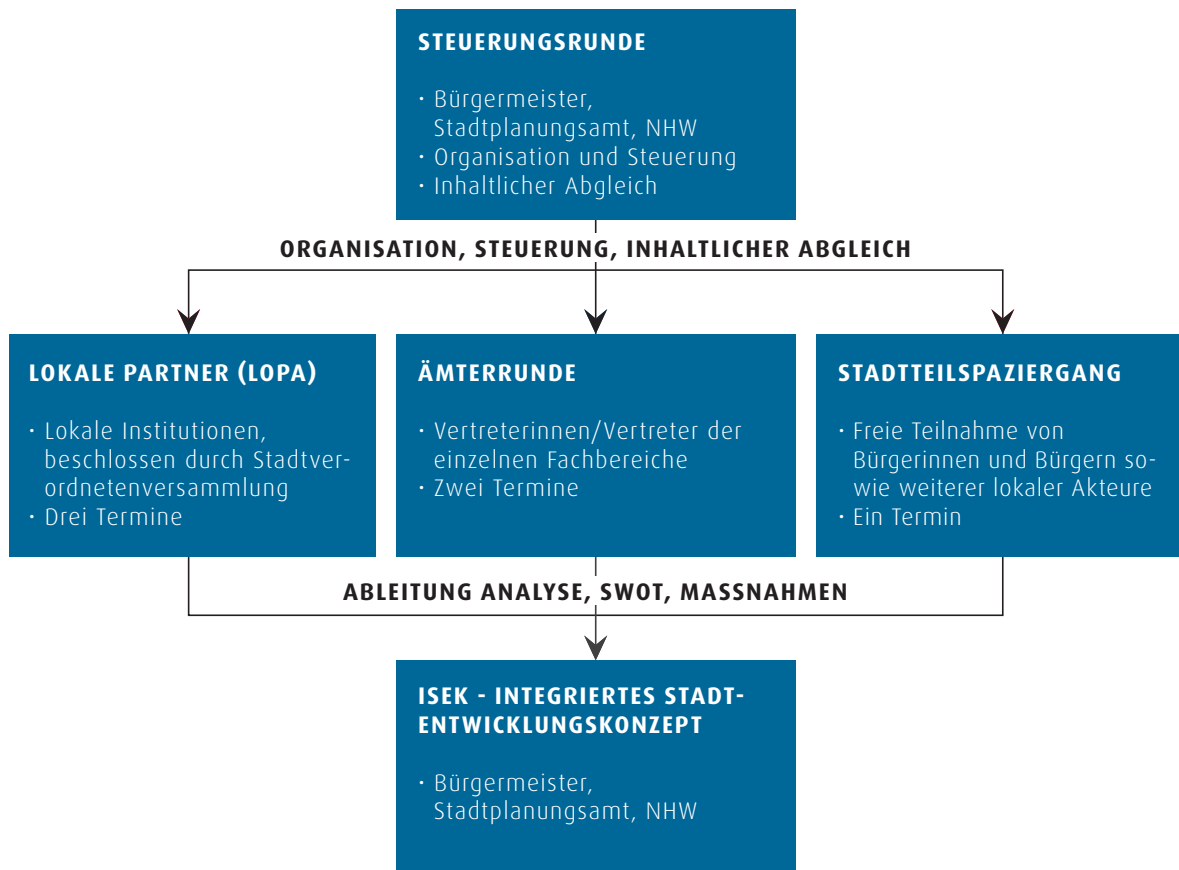 STEUERUNGSRUNDE
· Bürgermeister,
Stadtplanungsamt, NHW
· Organisation und Steuerung
· Inhaltlicher Abgleich
ORGANISATION, STEUERUNG, INHALTLICHER ABGLEICH
LOKALE PARTNER (LOPA)
· Lokale Institutionen,
beschlossen durch Stadtver-
ordnetenversammlung
· Drei Termine
ÄMTERRUNDE
· Vertreterinnen/Vertreter der
einzelnen Fachbereiche
· Zwei Termine
STADTTEILSPAZIERGANG
· Freie Teilnahme von
Bürgerinnen und Bürgern so-
wie weiterer lokaler Akteure
· Ein Termin
ABLEITUNG ANALYSE, SWOT, MASSNAHMEN
ISEK - INTEGRIERTES STADT-
ENTWICKLUNGSKONZEPT
· Bürgermeister,
Stadtplanungsamt, NHW